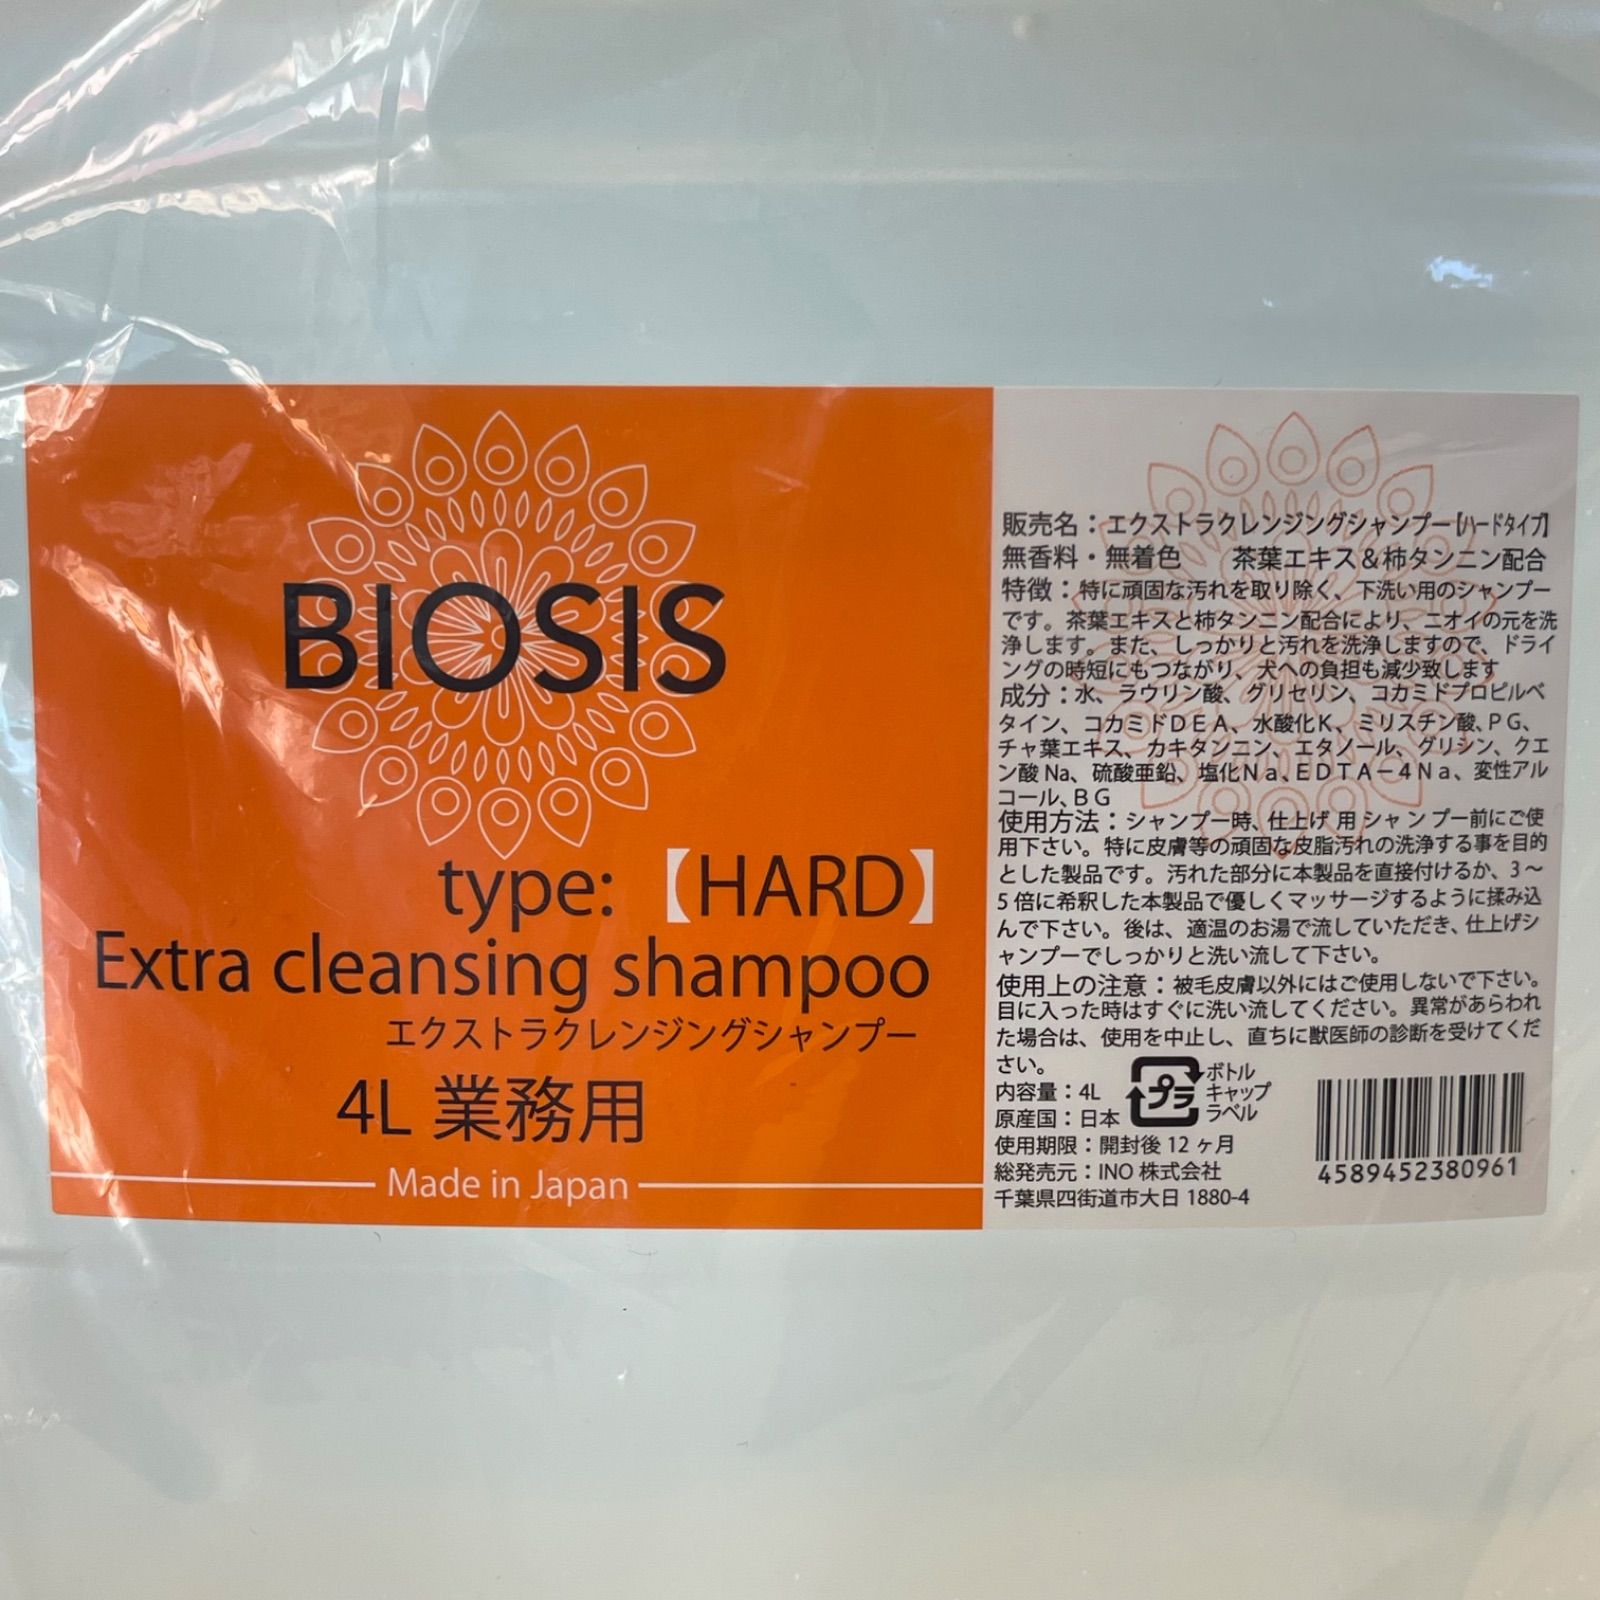 BIOSIS
type:【HARD】
Extra cleansing shampoo
エクストラクレンジングシャンプー
4L 業務用
Made in Japan
販売名：エクストラクレンジングシャンプー【ハードタイプ】
無香料・無着色　茶葉エキス＆柿タンニン配合
特徴：特に頑固な汚れを取り除く、下洗い用のシャンプー
です。茶葉エキスと柿タンニン配合により、ニオイの元を洗
浄します。また、しっかりと汚れを洗浄しますので、ドライ
ングの時短にもつながり、犬への負担も減少致します
成分：水、ラウリン酸、グリセリン、コカミドプロピルベ
タイン、コカミドＤＥＡ、水酸化Ｋ、ミリスチン酸、ＰＧ、
チャ葉エキス、カキタンニン、エタノール、グリシン、クエ
ン酸 Na、硫酸亜鉛、塩化Ｎａ、ＥＤＴＡ－４Ｎａ、変性アル
コール、ＢＧ
使用方法：シャンプー時、仕上げ 用 シャンプー前にご使
用下さい。特に皮膚等の頑固な皮脂汚れの洗浄する事を目的
とした製品です。汚れた部分に本製品を直接付けるか、３～
５倍に希釈した本製品で優しくマッサージするように揉み込
んで下さい。後は、適温のお湯で流していただき、仕上げシ
ャンプーでしっかりと洗い流して下さい。
使用上の注意：被毛皮膚以外にはご使用しないで下さい。
目に入った時はすぐに洗い流してください。異常があらわれ
た場合は、使用を中止し、直ちに獣医師の診断を受けてくだ
さい。
内容量：4L
原産国：日本
使用期限：開封後 12 ヶ月
総発売元：INO 株式会社
千葉県四街道市大日 1880-4
プラ
ボトル
キャップ
ラベル
4589452380961